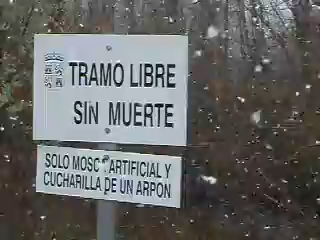 TRAMO LIBRE
SIN MUERTE
SOLO MOSCA ARTIFICIAL Y
CUCHARILLA DE UN ARPON